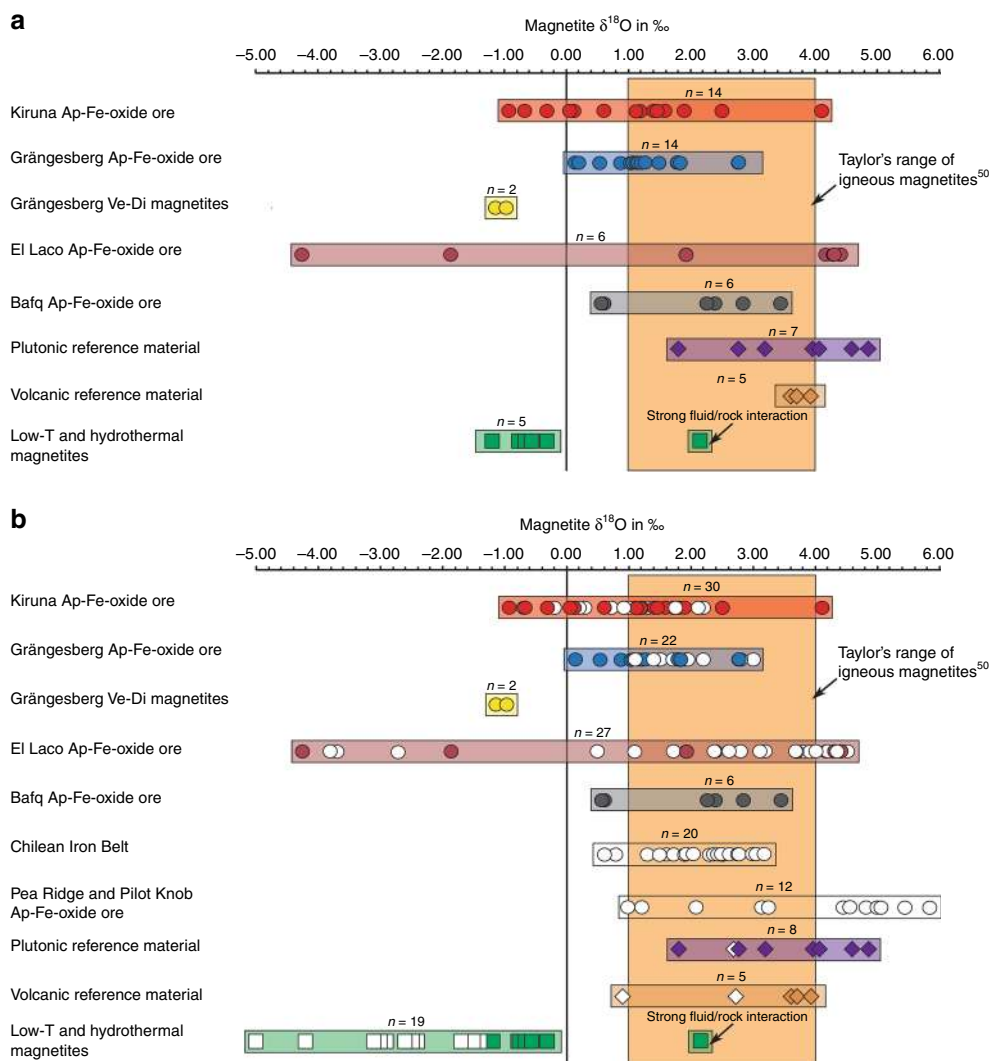 a
Magnetite δ18O in ‰
–5.00 –4.00 –3.00 –2.00 –1.00 0.00 1.00 2.00 3.00 4.00 5.00 6.00
Kiruna Ap-Fe-oxide ore
n = 14
Grängesberg Ap-Fe-oxide ore
n = 14
Taylor's range of
igneous magnetites50
Grängesberg Ve-Di magnetites
n = 2
El Laco Ap-Fe-oxide ore
n = 6
Bafq Ap-Fe-oxide ore
n = 6
Plutonic reference material
n = 7
Volcanic reference material
n = 5
Strong fluid/rock interaction
Low-T and hydrothermal
magnetites
n = 5
b
Magnetite δ18O in ‰
–5.00 –4.00 –3.00 –2.00 –1.00 0.00 1.00 2.00 3.00 4.00 5.00 6.00
Kiruna Ap-Fe-oxide ore
n = 30
Grängesberg Ap-Fe-oxide ore
n = 22
Taylor's range of
igneous magnetites50
Grängesberg Ve-Di magnetites
n = 2
El Laco Ap-Fe-oxide ore
n = 27
Bafq Ap-Fe-oxide ore
n = 6
Chilean Iron Belt
n = 20
Pea Ridge and Pilot Knob
Ap-Fe-oxide ore
n = 12
Plutonic reference material
n = 8
Volcanic reference material
n = 5
Strong fluid/rock interaction
Low-T and hydrothermal
magnetites
n = 19